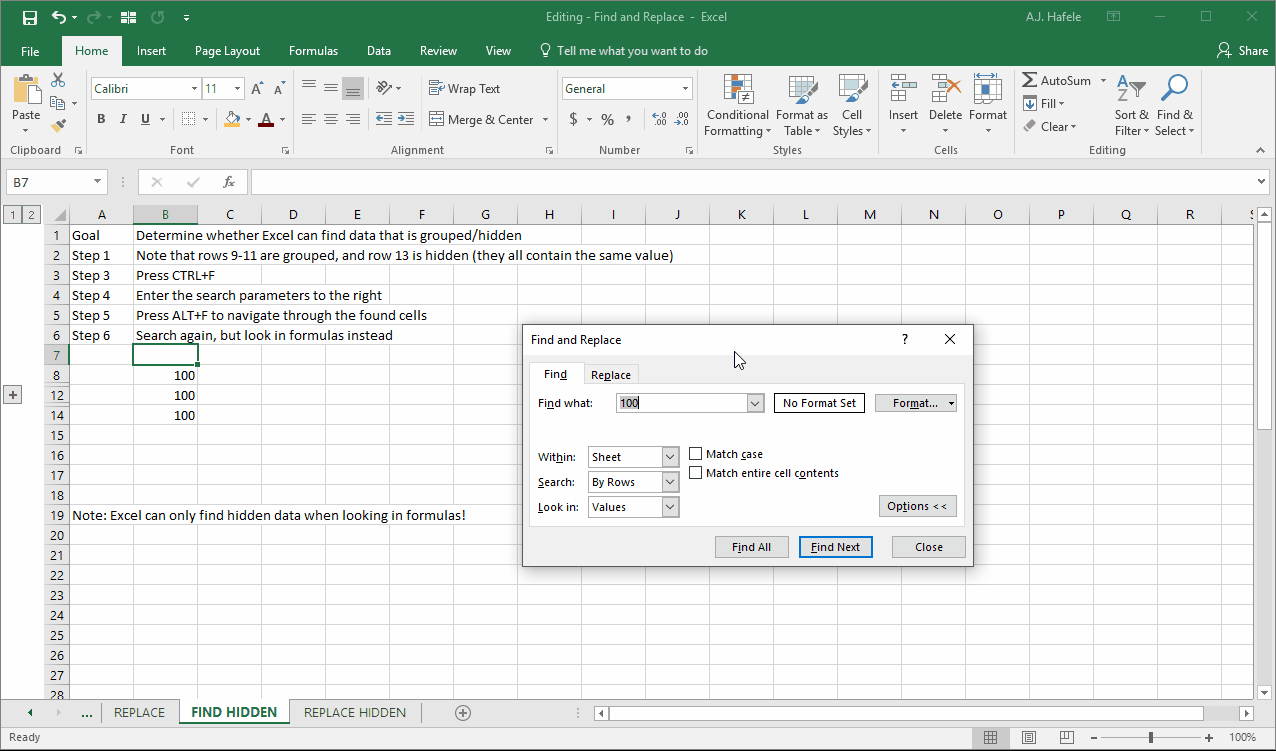 Editing - Find and Replace - Excel
A.J. Hafele
File Home Insert Page Layout Formulas Data Review View Tell me what you want to do Share
Paste
Clipboard
Calibri 11
B I U A
Font
Wrap Text
Merge & Center
Alignment
General
$ % ,
Number
Conditional Formatting
Format as Table
Cell Styles
Styles
Insert Delete Format
Cells
AutoSum
Fill
Clear
Sort & Filter
Find & Select
Editing
B7 fx
1 2
A B C D E F G H I J K L M N O P Q R S
1 Goal Determine whether Excel can find data that is grouped/hidden
2 Step 1 Note that rows 9-11 are grouped, and row 13 is hidden (they all contain the same value)
3 Step 3 Press CTRL+F
4 Step 4 Enter the search parameters to the right
5 Step 5 Press ALT+F to navigate through the found cells
6 Step 6 Search again, but look in formulas instead
7
8 100
12 100
14 100
15
16
17
18
19 Note: Excel can only find hidden data when looking in formulas!
20
21
22
23
24
25
26
27
28
Find and Replace ?
Find Replace
Find what: 100 No Format Set Format...
Within: Sheet Match case
Search: By Rows Match entire cell contents
Look in: Values
Options <<
Find All Find Next Close
... REPLACE FIND HIDDEN REPLACE HIDDEN
Ready 100%